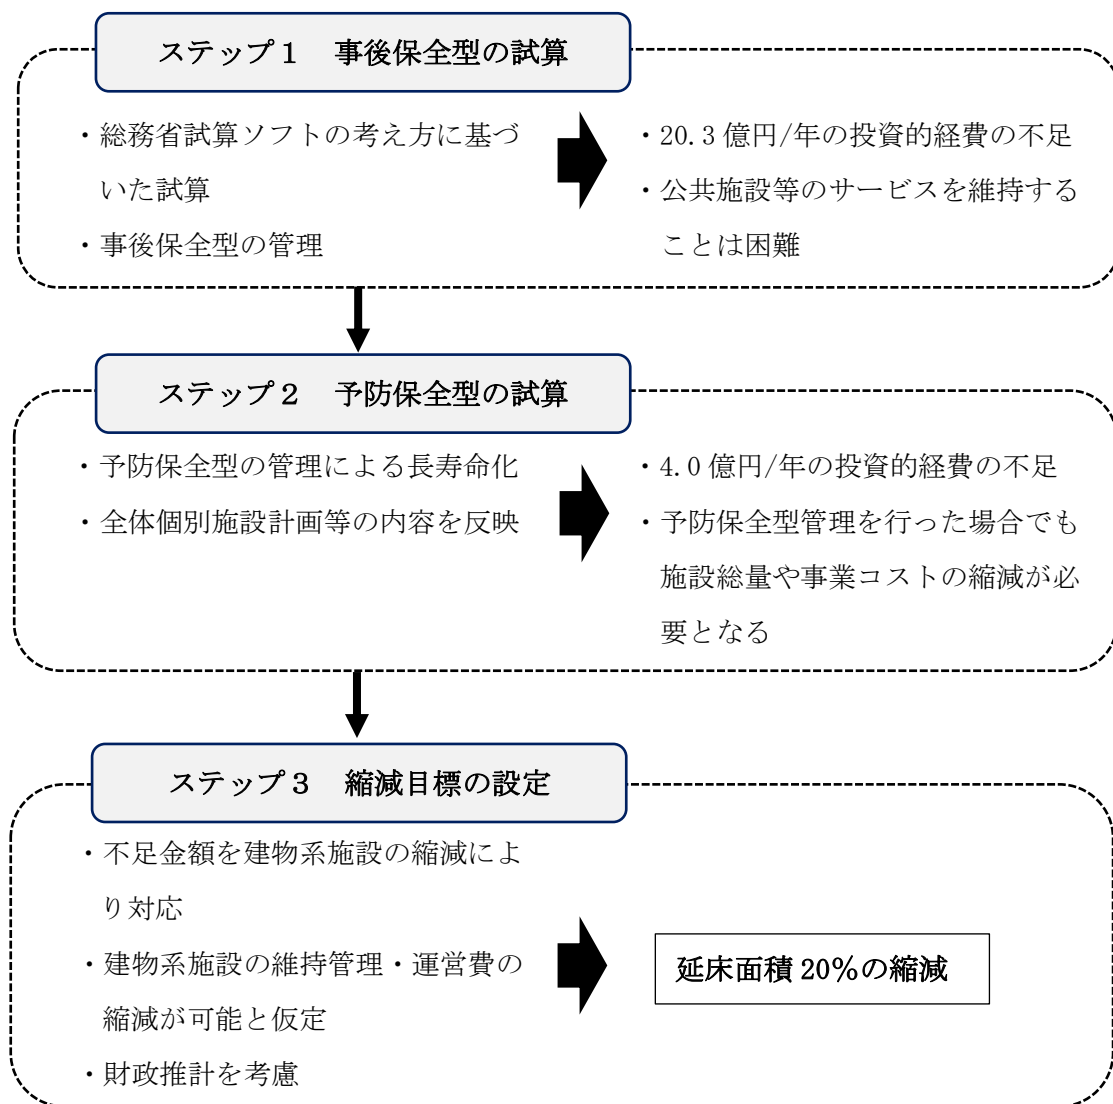 ステップ１　事後保全型の試算
・総務省試算ソフトの考え方に基づ
いた試算
・事後保全型の管理
・20.3 億円/年の投資的経費の不足
・公共施設等のサービスを維持する
ことは困難
ステップ２　予防保全型の試算
・予防保全型の管理による長寿命化
・全体個別施設計画等の内容を反映
・4.0 億円/年の投資的経費の不足
・予防保全型管理を行った場合でも
施設総量や事業コストの縮減が必
要となる
ステップ３　縮減目標の設定
・不足金額を建物系施設の縮減によ
り対応
・建物系施設の維持管理・運営費の
縮減が可能と仮定
・財政推計を考慮
延床面積 20％の縮減